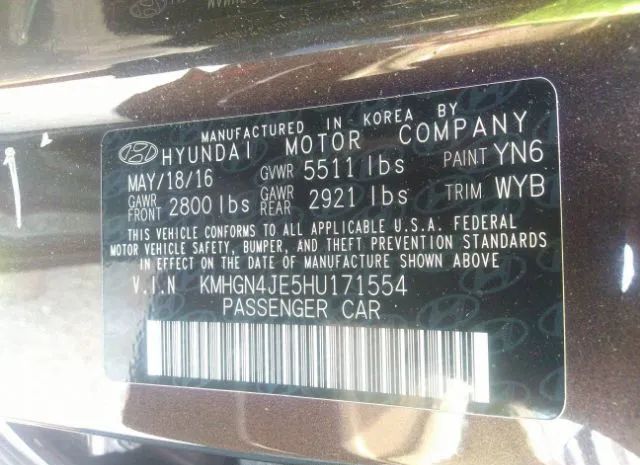 MANUFACTURED IN KOREA BY
HYUNDAI MOTOR COMPANY
MAY/18/16 GVWR 5511 lbs PAINT YN6
GAWR FRONT 2800 lbs GAWR REAR 2921 lbs TRIM WYB
THIS VEHICLE CONFORMS TO ALL APPLICABLE U.S.A. FEDERAL
MOTOR VEHICLE SAFETY, BUMPER, AND THEFT PREVENTION STANDARDS
IN EFFECT ON THE DATE OF MANUFACTURE SHOWN ABOVE.
V.I.N KMHGN4JE5HU171554
PASSENGER CAR